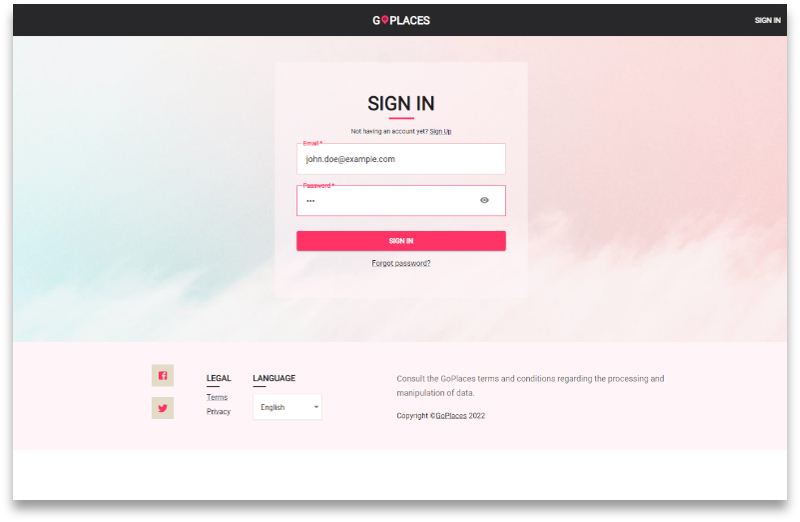 GOPLACES
SIGN IN
SIGN IN
Not having an account yet? Sign Up
Email *
john.doe@example.com
Password *
•••
SIGN IN
Forgot password?
LEGAL
Terms
Privacy
LANGUAGE
English
Consult the GoPlaces terms and conditions regarding the processing and
manipulation of data.
Copyright ©GoPlaces 2022